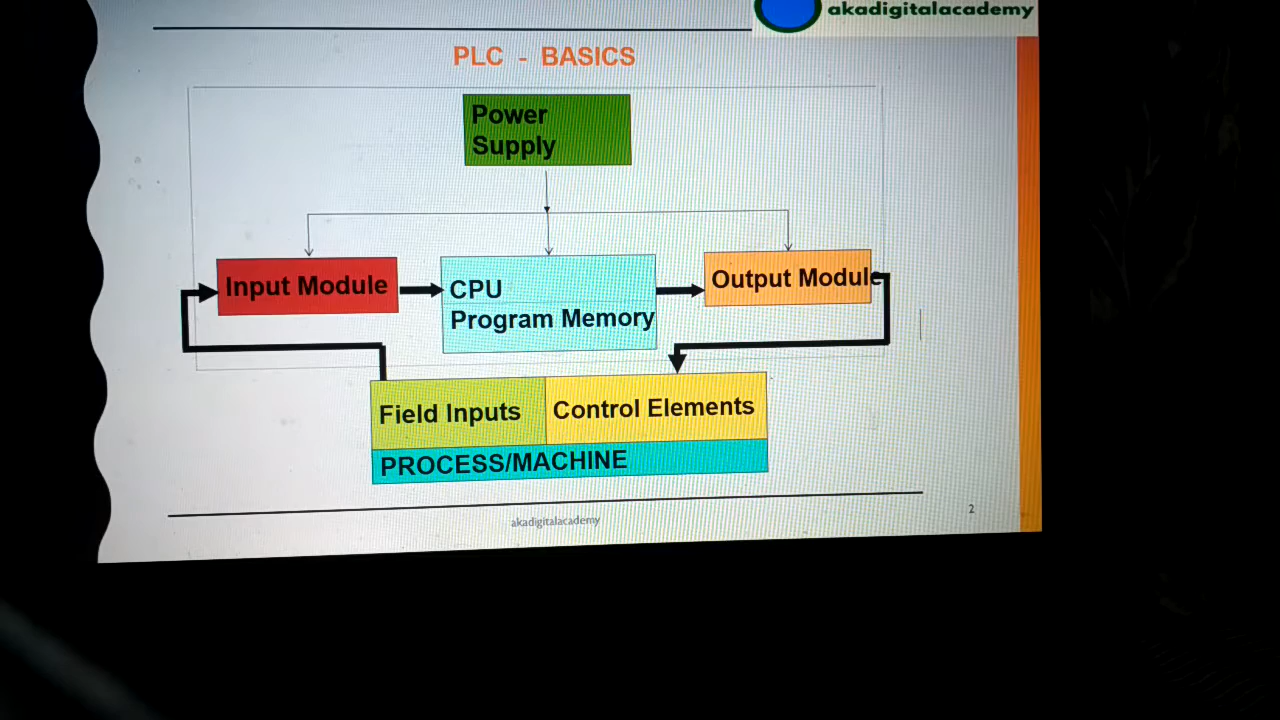 akadigitalacademy
PLC - BASICS
Power
Supply
Input Module
CPU
Program Memory
Output Module
Field Inputs
Control Elements
PROCESS/MACHINE
akadigitalacademy
2